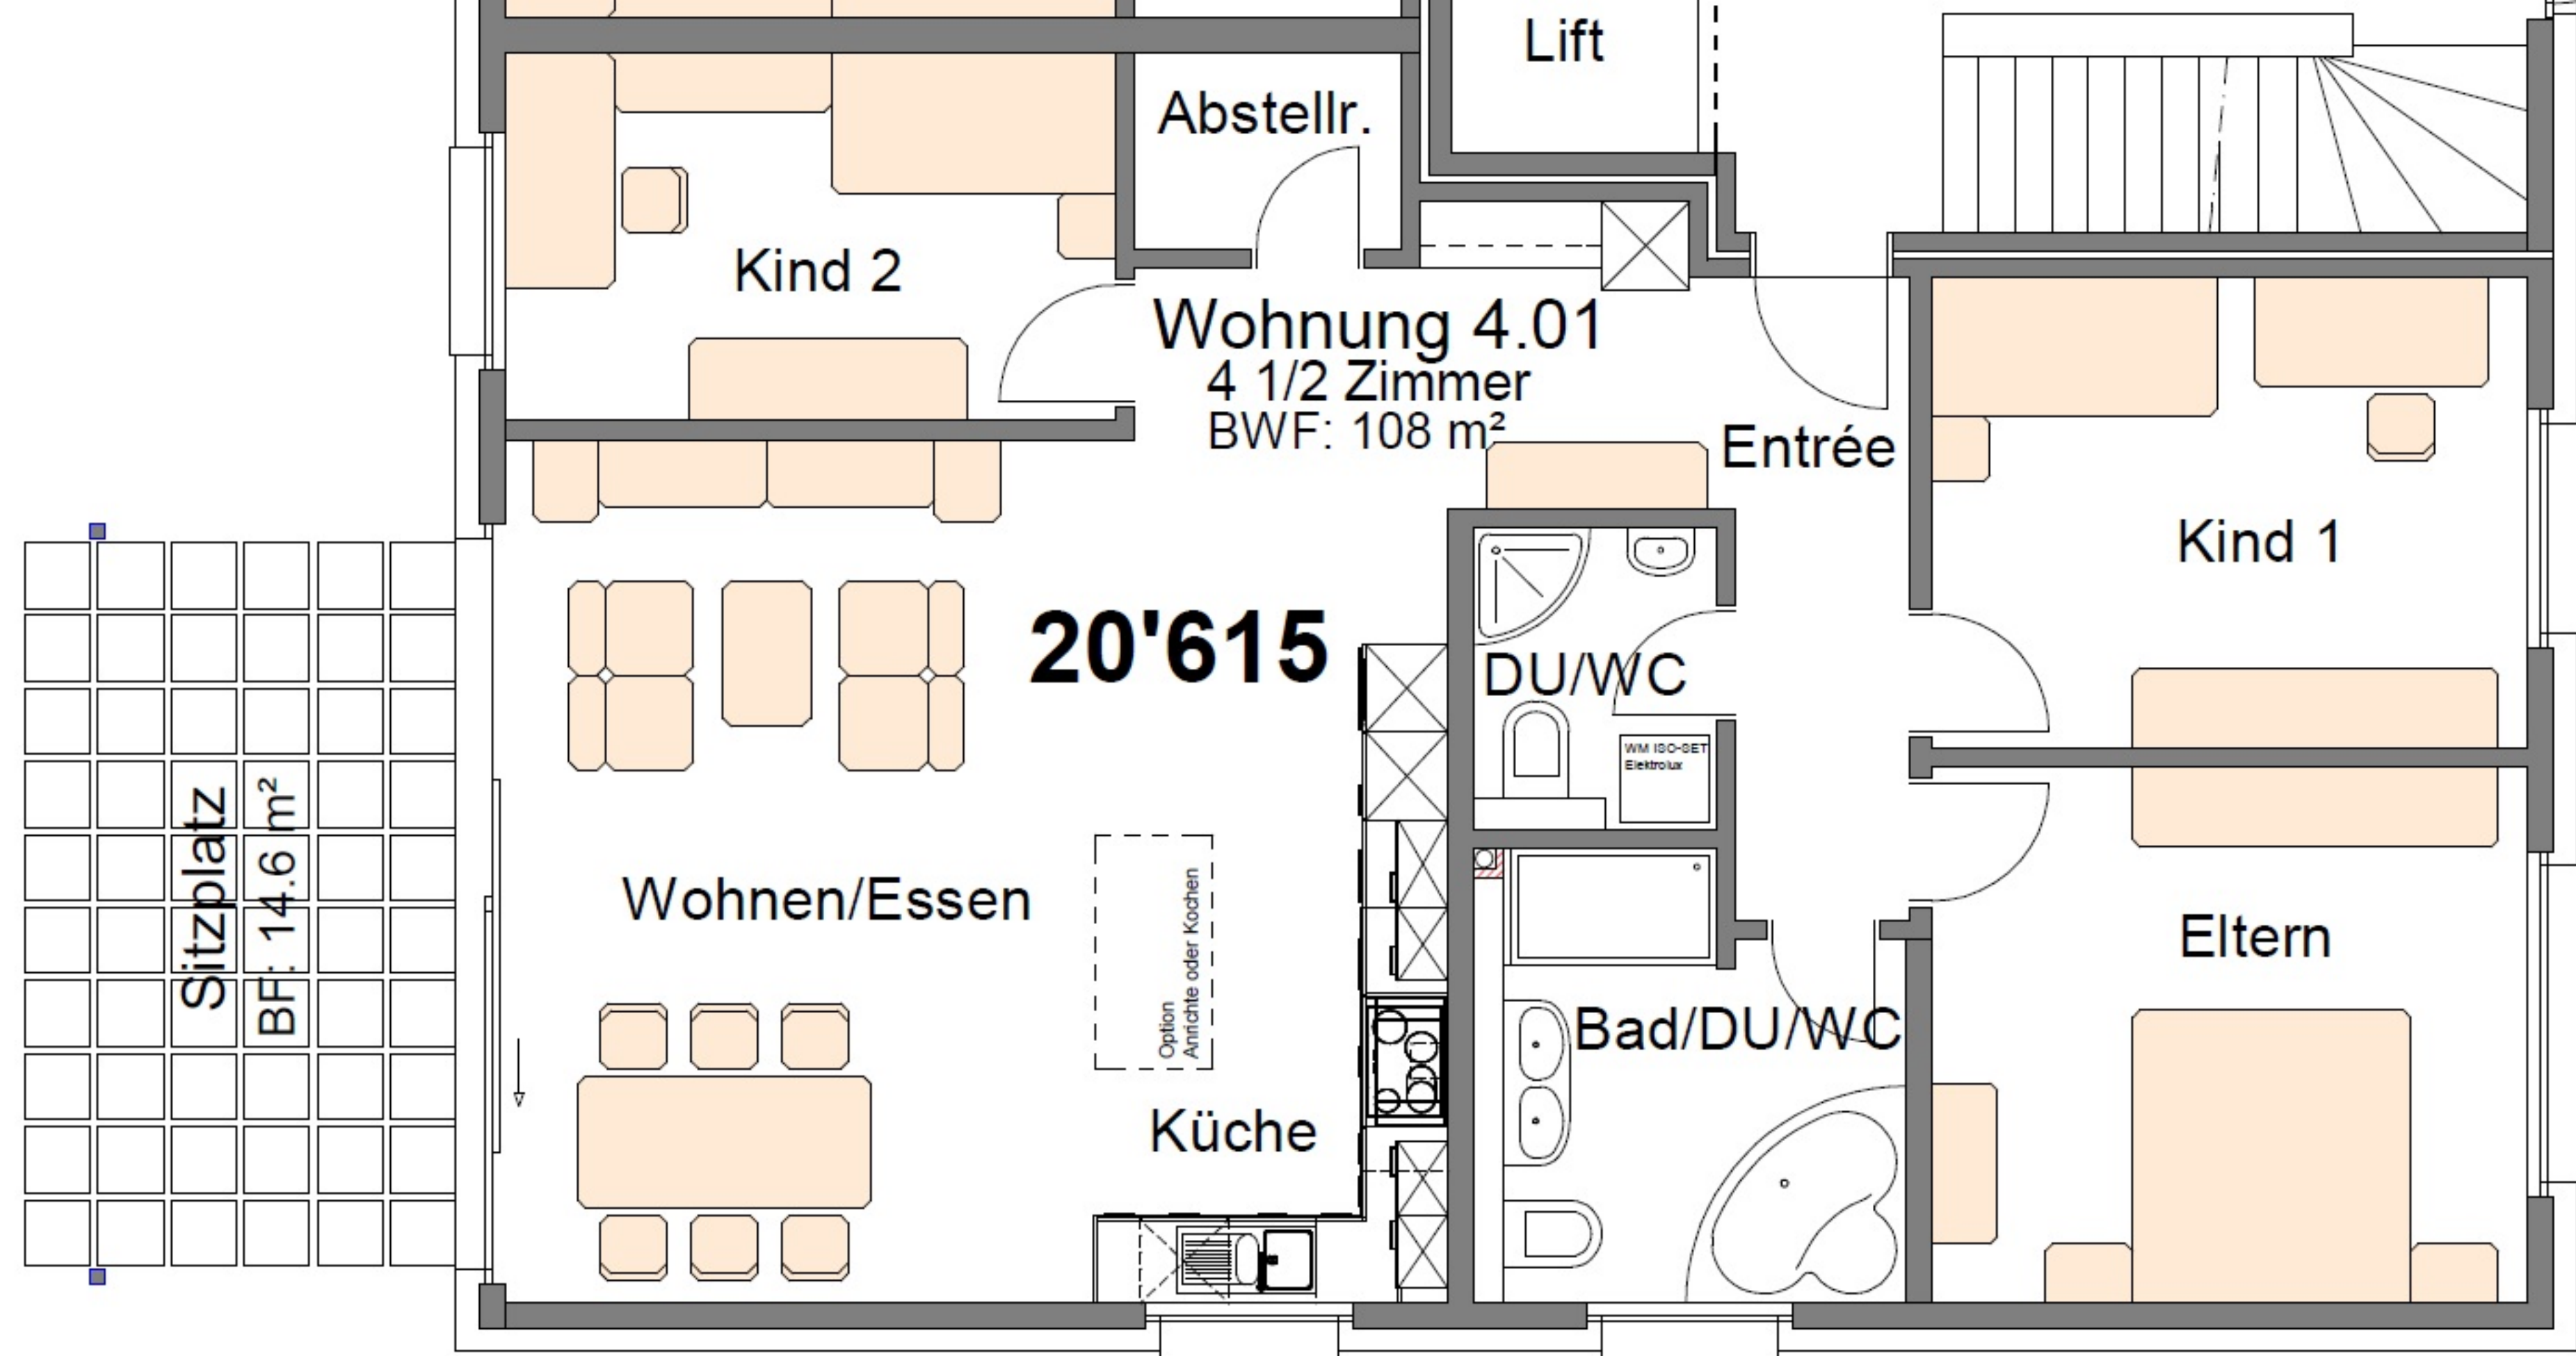 Lift
Abstellr.
Kind 2
Wohnung 4.01
4 1/2 Zimmer
BWF: 108 m²
Entrée
Kind 1
20'615
DU/WC
WM ISO-SET
Elektrolux
Sitzplatz
BF: 14.6 m²
Wohnen/Essen
Option
Anrichte oder Kochen
Eltern
Bad/DU/WC
Küche